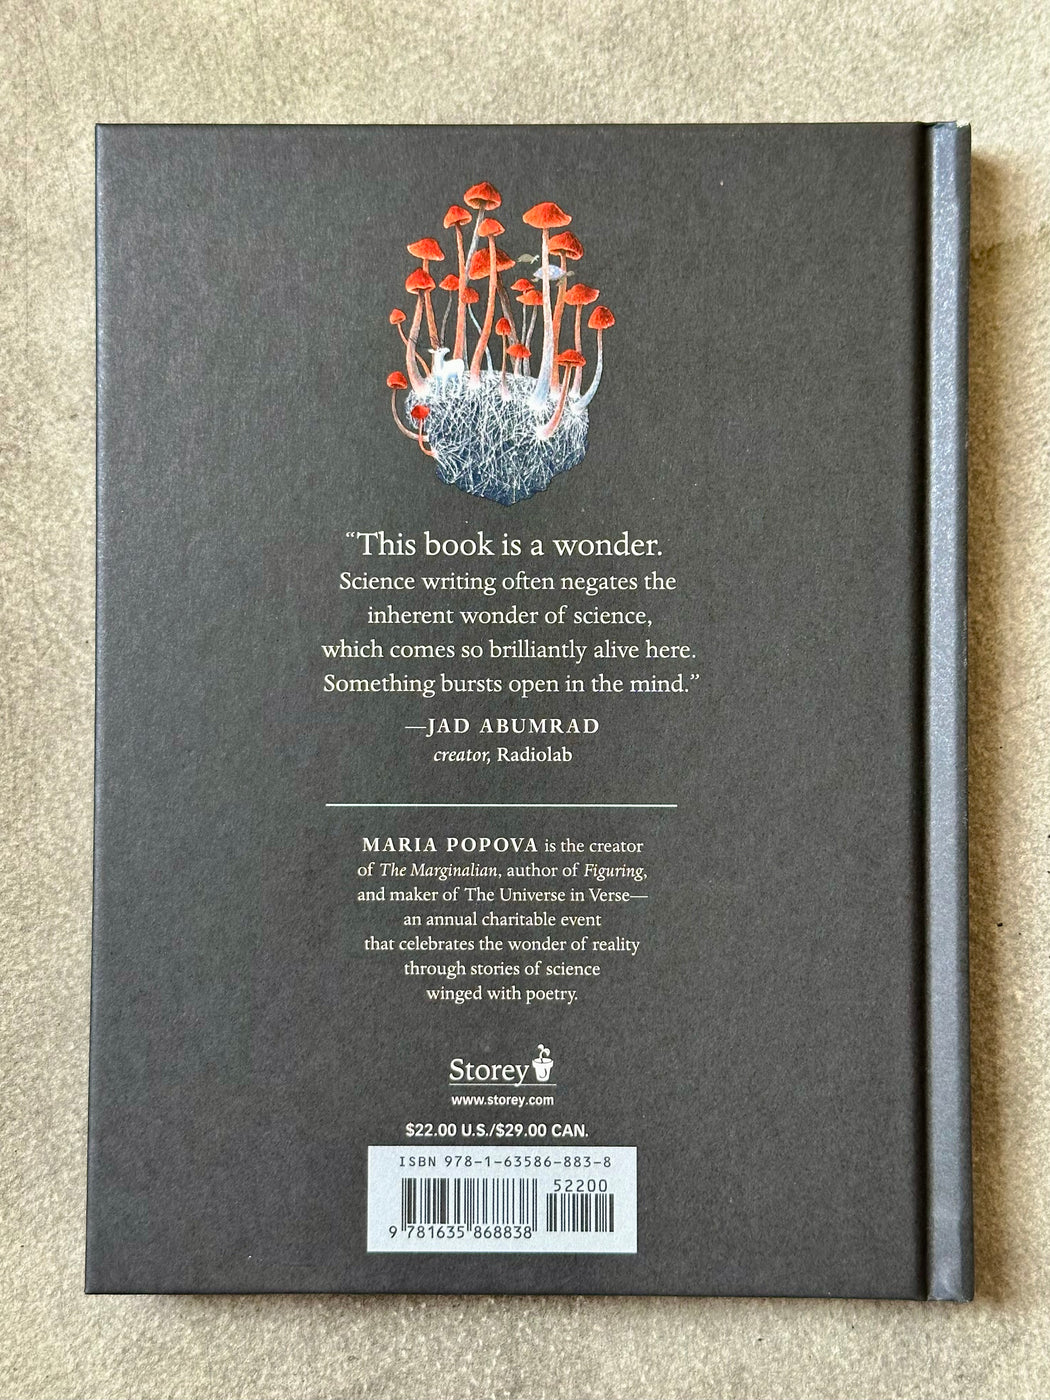 “This book is a wonder.
Science writing often negates the
inherent wonder of science,
which comes so brilliantly alive here.
Something bursts open in the mind.”
—JAD ABUMRAD
creator, Radiolab
MARIA POPOVA is the creator
of The Marginalian, author of Figuring,
and maker of The Universe in Verse—
an annual charitable event
that celebrates the wonder of reality
through stories of science
winged with poetry.
Storey
www.storey.com
$22.00 U.S./$29.00 CAN.
ISBN 978-1-63586-883-8
52200
9 781635 868838